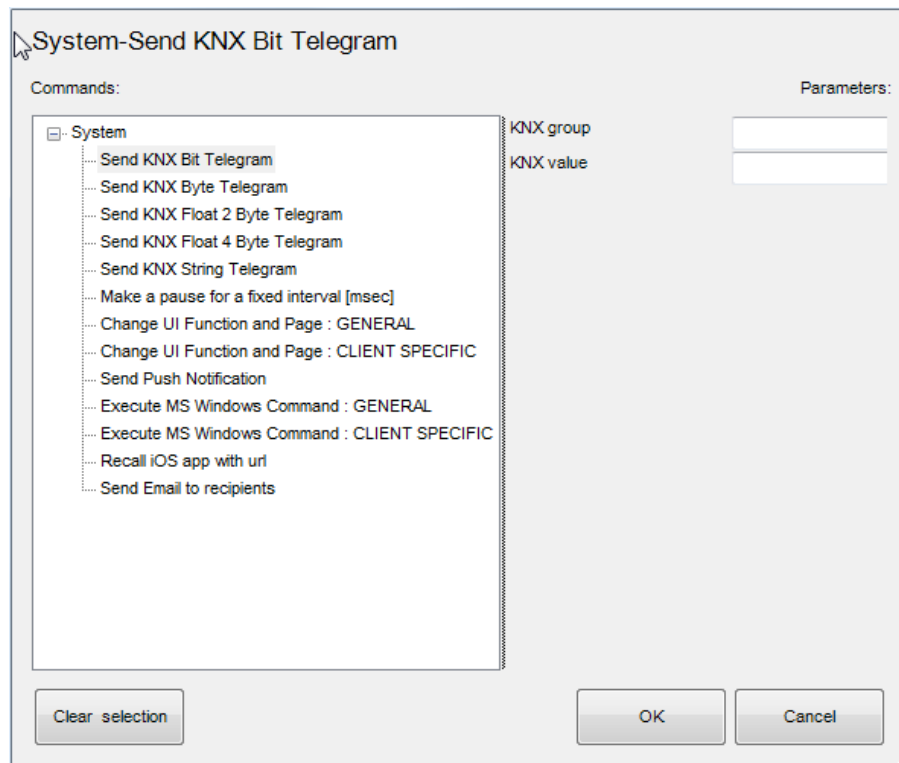 System-Send KNX Bit Telegram
Commands:
Parameters:
System
Send KNX Bit Telegram
Send KNX Byte Telegram
Send KNX Float 2 Byte Telegram
Send KNX Float 4 Byte Telegram
Send KNX String Telegram
Make a pause for a fixed interval [msec]
Change UI Function and Page : GENERAL
Change UI Function and Page : CLIENT SPECIFIC
Send Push Notification
Execute MS Windows Command : GENERAL
Execute MS Windows Command : CLIENT SPECIFIC
Recall iOS app with url
Send Email to recipients
KNX group
KNX value
Clear selection
OK
Cancel